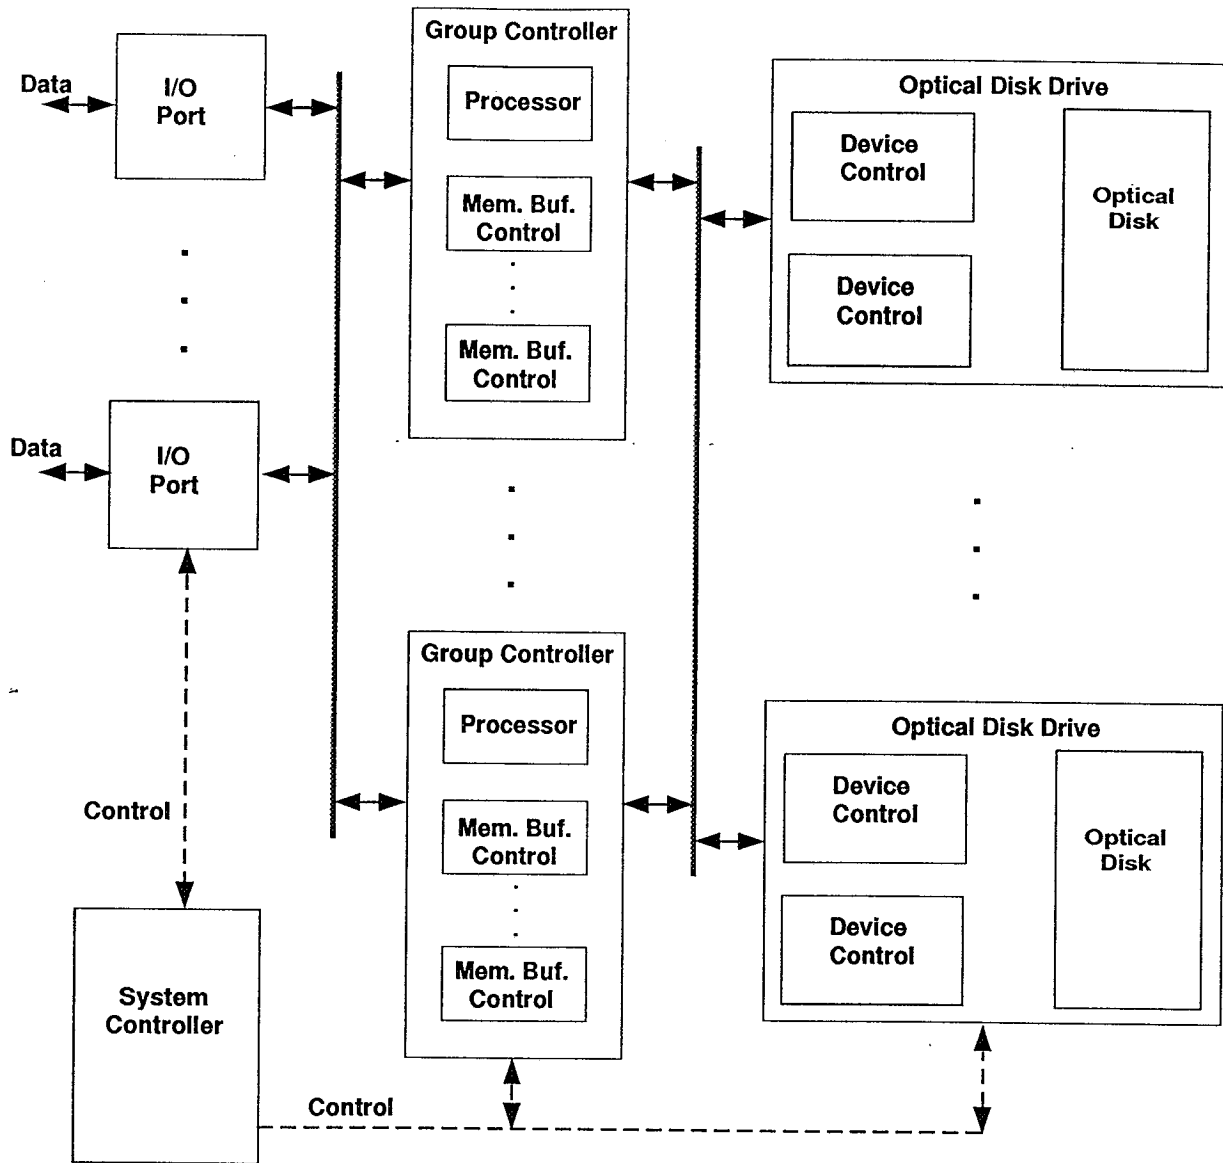 Data
I/O
Port
Group Controller
Processor
Mem. Buf.
Control
Mem. Buf.
Control
Optical Disk Drive
Device
Control
Device
Control
Optical
Disk
Data
I/O
Port
Group Controller
Processor
Mem. Buf.
Control
Mem. Buf.
Control
Optical Disk Drive
Device
Control
Device
Control
Optical
Disk
Control
System
Controller
Control